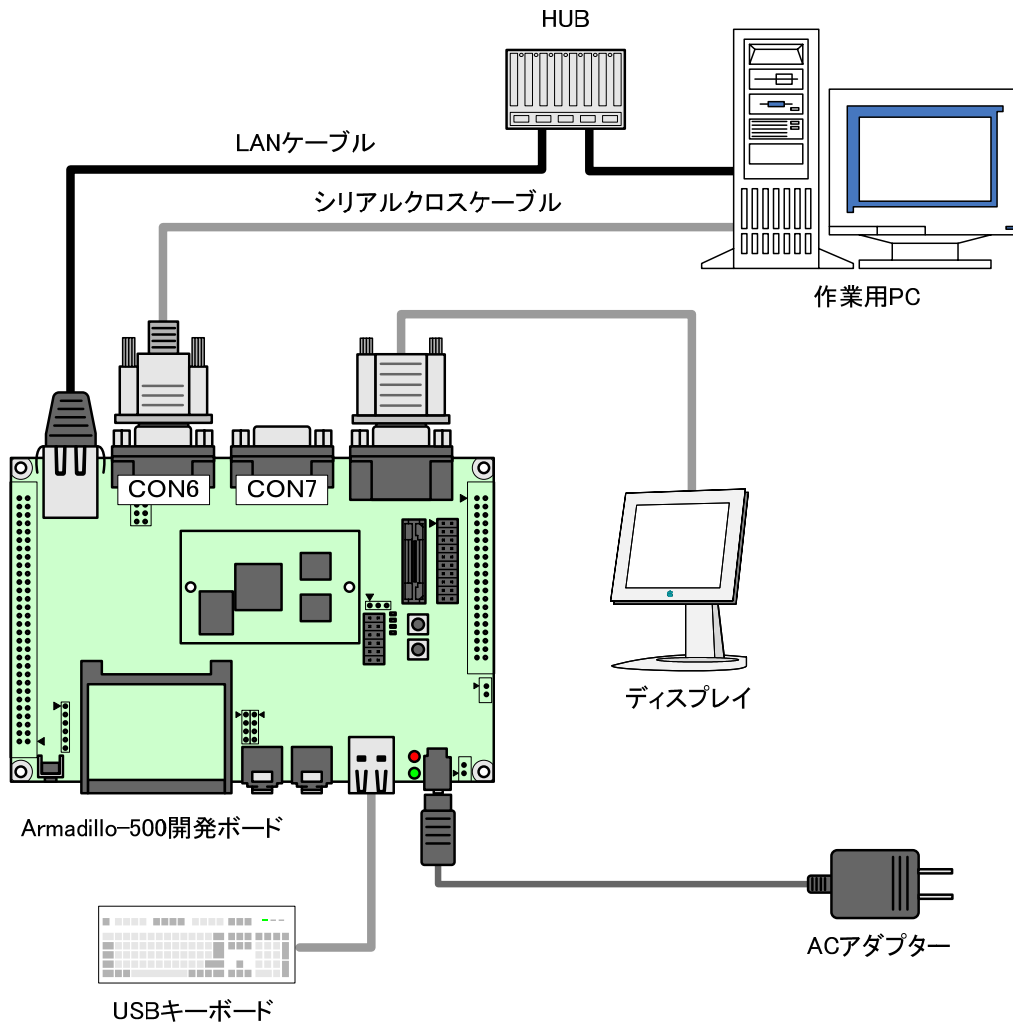 HUB
LANケーブル
シリアルクロスケーブル
作業用PC
CON6
CON7
ディスプレイ
Armadillo-500開発ボード
ACアダプター
USBキーボード